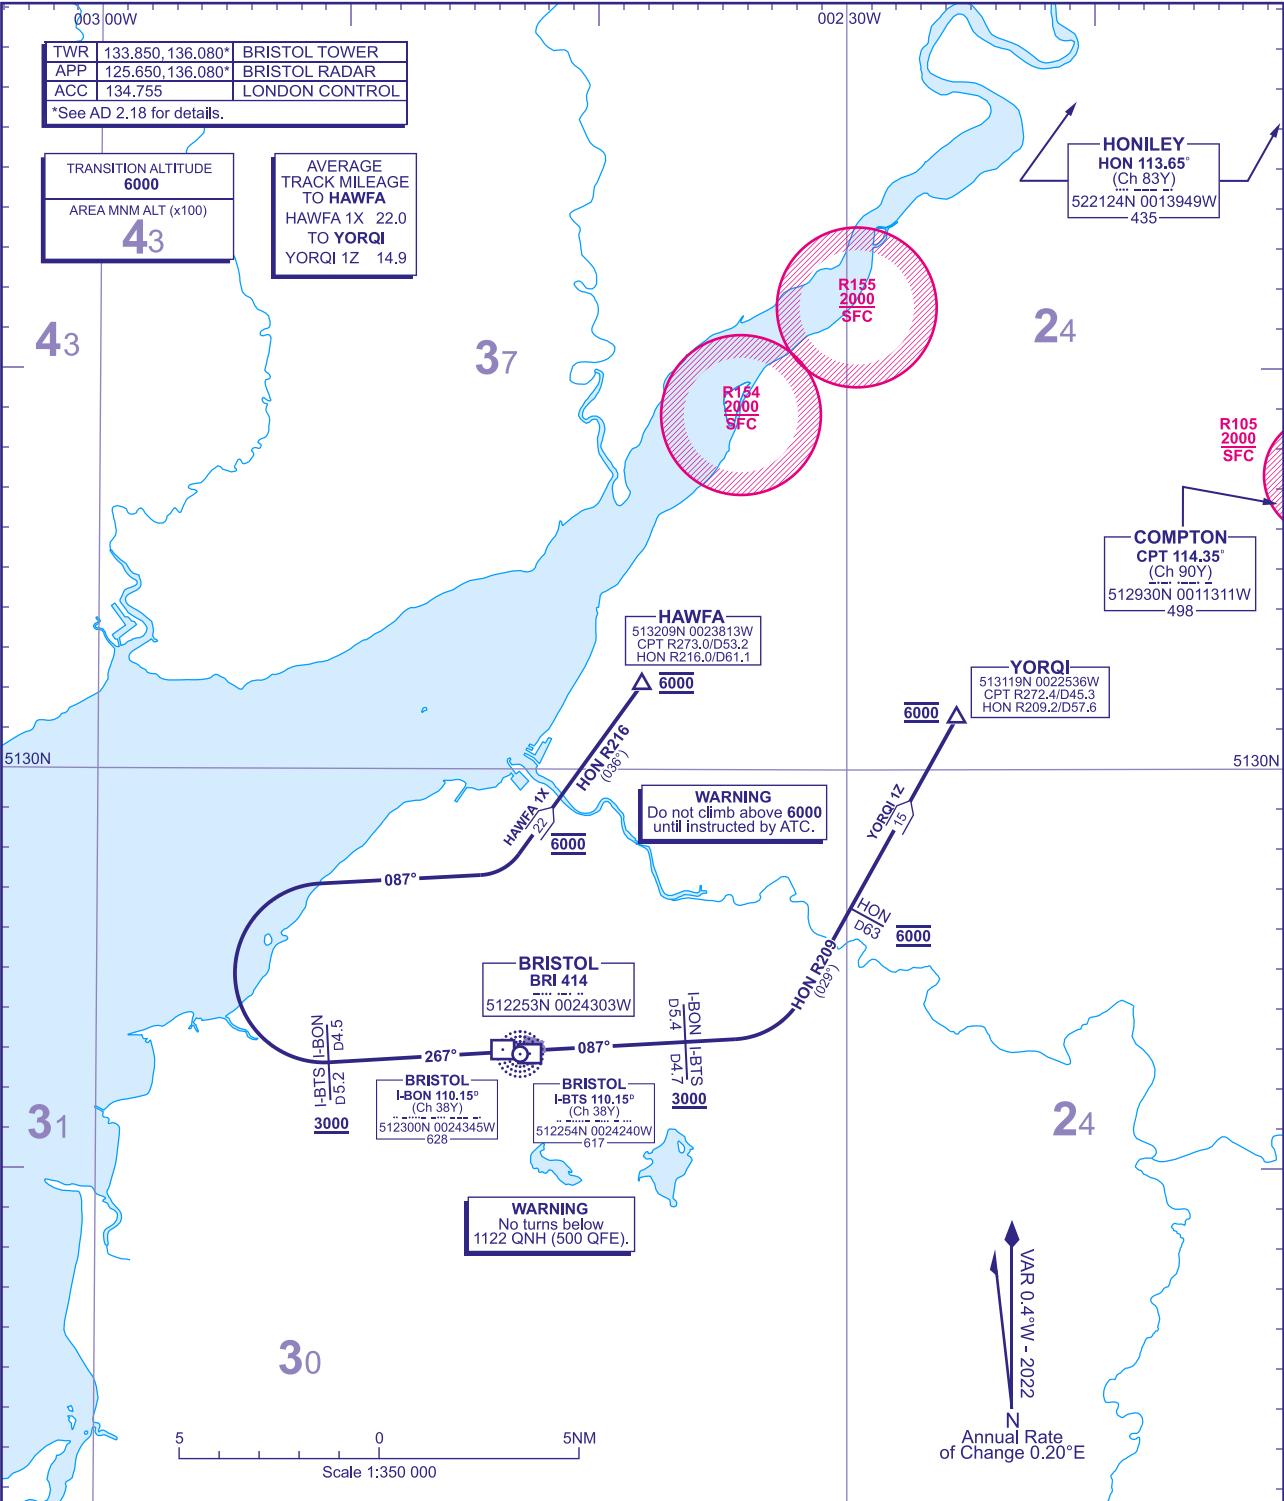 003 00W
002 30W
TWR 133.850,136.080* BRISTOL TOWER
APP 125.650,136.080* BRISTOL RADAR
ACC 134.755 LONDON CONTROL
*See AD 2.18 for details.
TRANSITION ALTITUDE
6000
AREA MNM ALT (x100)
43
AVERAGE
TRACK MILEAGE
TO HAWFA
HAWFA 1X 22.0
TO YORQI
YORQI 1Z 14.9
HONILEY
HON 113.65°
(Ch 83Y)
522124N 0013949W
435
R155
2000
SFC
43
37
24
R154
2000
SFC
R105
2000
SFC
COMPTON
CPT 114.35°
(Ch 90Y)
512930N 0011311W
498
HAWFA
513209N 0023813W
CPT R273.0/D53.2
HON R216.0/D61.1
6000
YORQI
513119N 0022536W
CPT R272.4/D45.3
HON R209.2/D57.6
6000
5130N
5130N
HON R216
(036°)
HAWFA 1X
22
6000
WARNING
Do not climb above 6000
until instructed by ATC.
YORQI 1Z
15
087°
HON
D63
6000
HON R209
(029°)
BRISTOL
BRI 414
512253N 0024303W
I-BON
D4.5
I-BTS
D5.2
3000
267°
087°
I-BON
D5.4
I-BTS
D4.7
3000
BRISTOL
I-BON 110.15ᴰ
(Ch 38Y)
512300N 0024345W
628
BRISTOL
I-BTS 110.15ᴰ
(Ch 38Y)
512254N 0024240W
617
31
24
WARNING
No turns below
1122 QNH (500 QFE).
30
VAR 0.4°W - 2022
N
Annual Rate
of Change 0.20°E
5 0 5NM
Scale 1:350 000